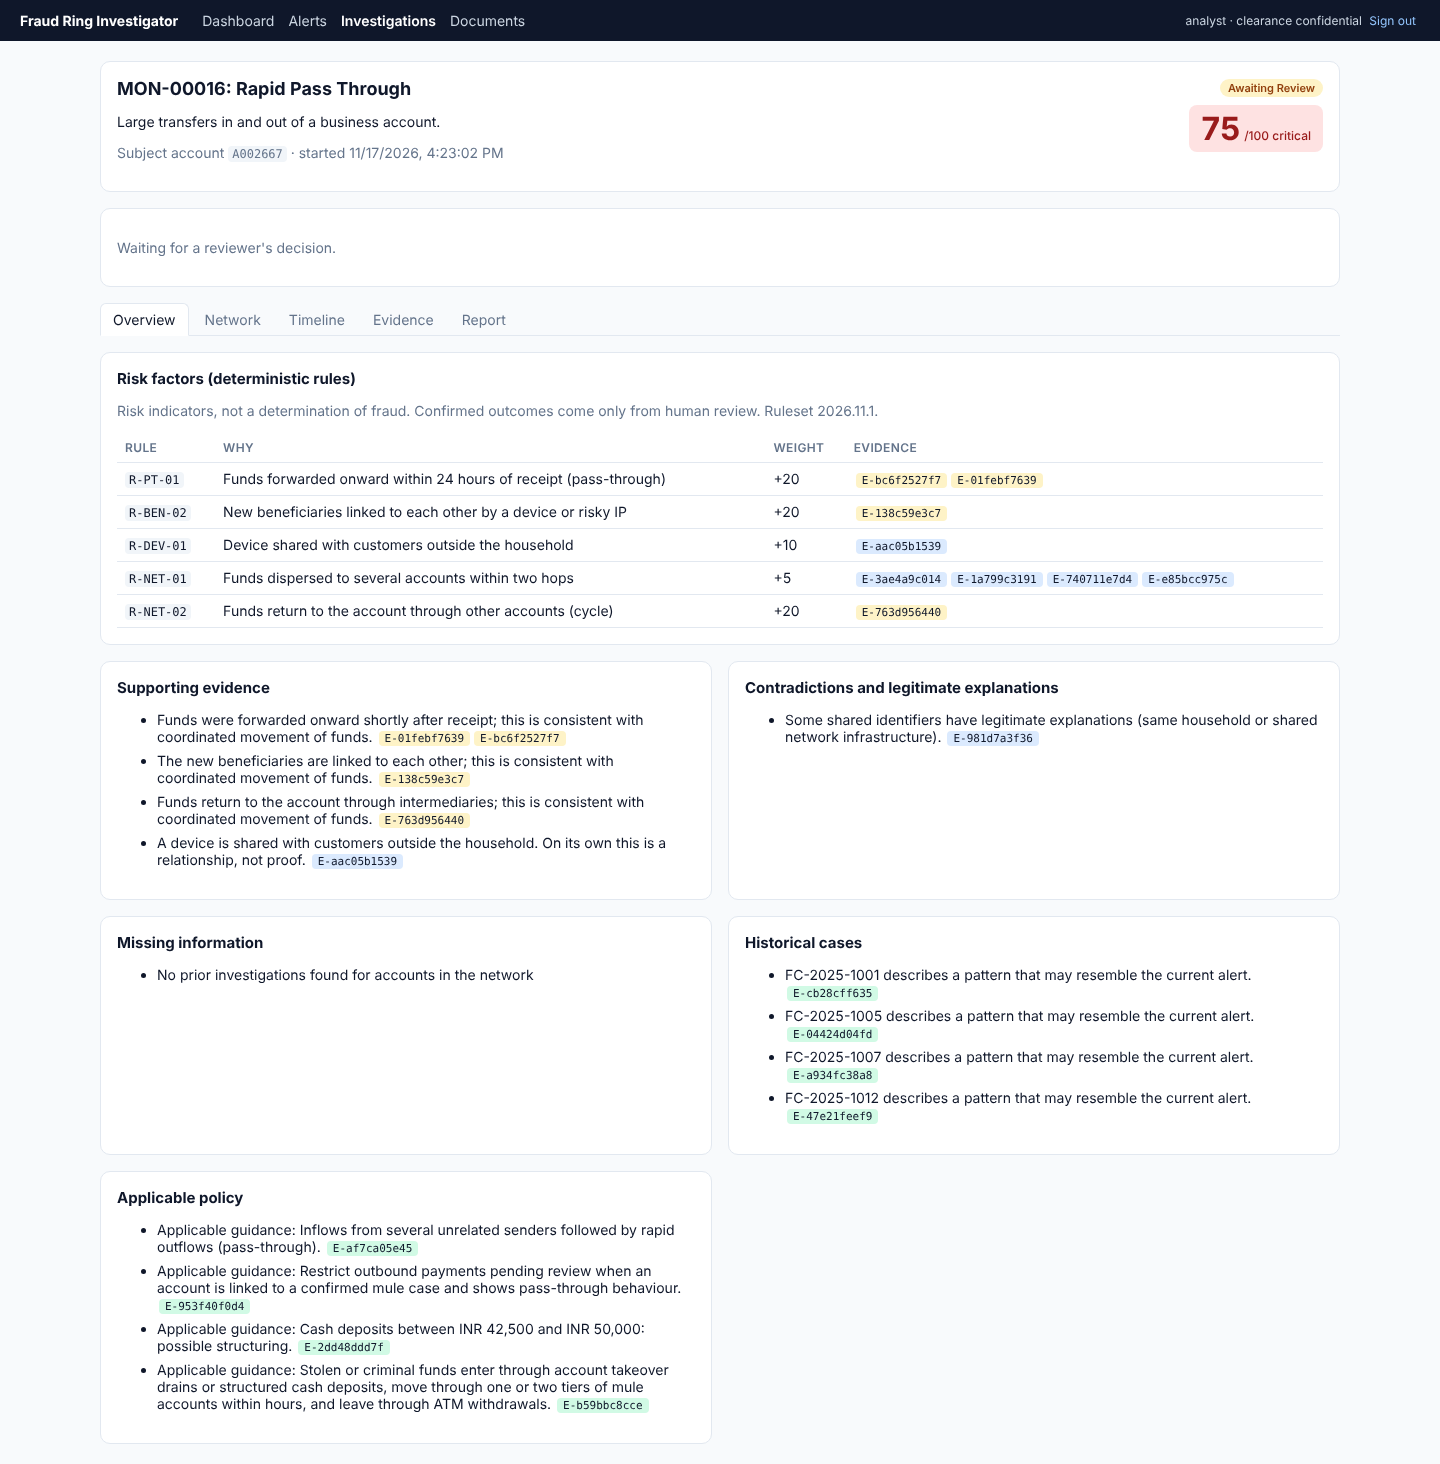 Fraud Ring Investigator Dashboard Alerts Investigations Documents analyst · clearance confidential Sign out
MON-00016: Rapid Pass Through
Awaiting Review
Large transfers in and out of a business account.
75 /100 critical
Subject account A002667 · started 11/17/2026, 4:23:02 PM
Waiting for a reviewer's decision.
Overview Network Timeline Evidence Report
Risk factors (deterministic rules)
Risk indicators, not a determination of fraud. Confirmed outcomes come only from human review. Ruleset 2026.11.1.
RULE WHY WEIGHT EVIDENCE
R-PT-01 Funds forwarded onward within 24 hours of receipt (pass-through) +20 E-bc6f2527f7 E-01febf7639
R-BEN-02 New beneficiaries linked to each other by a device or risky IP +20 E-138c59e3c7
R-DEV-01 Device shared with customers outside the household +10 E-aac05b1539
R-NET-01 Funds dispersed to several accounts within two hops +5 E-3ae4a9c014 E-1a799c3191 E-740711e7d4 E-e85bcc975c
R-NET-02 Funds return to the account through other accounts (cycle) +20 E-763d956440
Supporting evidence
• Funds were forwarded onward shortly after receipt; this is consistent with
coordinated movement of funds. E-01febf7639 E-bc6f2527f7
• The new beneficiaries are linked to each other; this is consistent with
coordinated movement of funds. E-138c59e3c7
• Funds return to the account through intermediaries; this is consistent with
coordinated movement of funds. E-763d956440
• A device is shared with customers outside the household. On its own this is a
relationship, not proof. E-aac05b1539
Contradictions and legitimate explanations
• Some shared identifiers have legitimate explanations (same household or shared
network infrastructure). E-981d7a3f36
Missing information
• No prior investigations found for accounts in the network
Historical cases
• FC-2025-1001 describes a pattern that may resemble the current alert.
E-cb28cff635
• FC-2025-1005 describes a pattern that may resemble the current alert.
E-04424d04fd
• FC-2025-1007 describes a pattern that may resemble the current alert.
E-a934fc38a8
• FC-2025-1012 describes a pattern that may resemble the current alert.
E-47e21feef9
Applicable policy
• Applicable guidance: Inflows from several unrelated senders followed by rapid
outflows (pass-through). E-af7ca05e45
• Applicable guidance: Restrict outbound payments pending review when an
account is linked to a confirmed mule case and shows pass-through behaviour.
E-953f40f0d4
• Applicable guidance: Cash deposits between INR 42,500 and INR 50,000:
possible structuring. E-2dd48ddd7f
• Applicable guidance: Stolen or criminal funds enter through account takeover
drains or structured cash deposits, move through one or two tiers of mule
accounts within hours, and leave through ATM withdrawals. E-b59bbc8cce